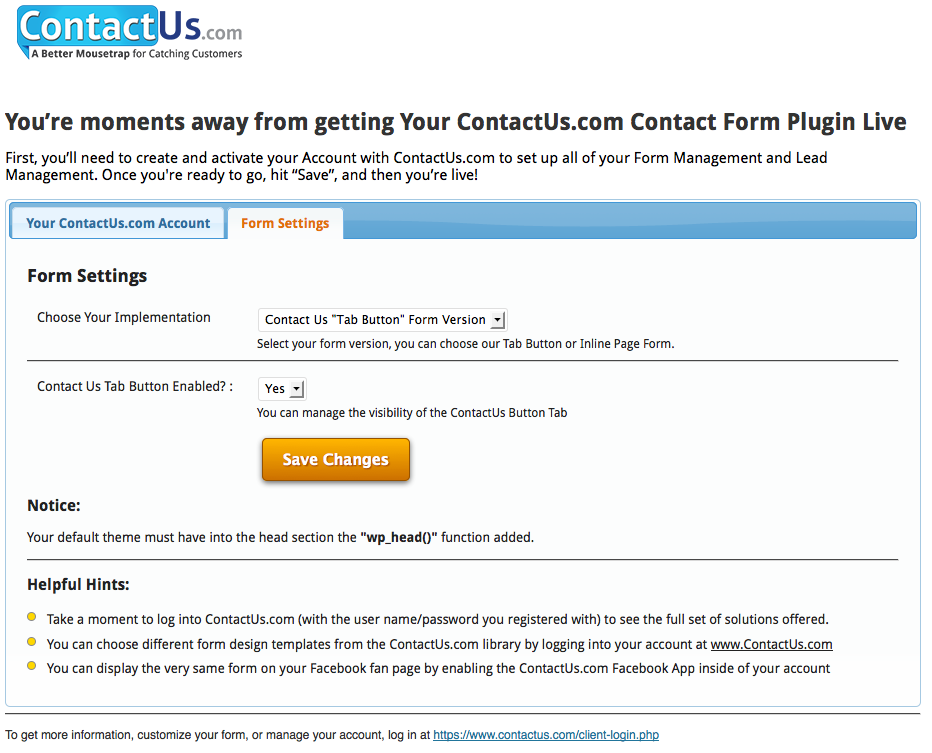 ContactUs.com
A Better Mousetrap for Catching Customers
You’re moments away from getting Your ContactUs.com Contact Form Plugin Live
First, you’ll need to create and activate your Account with ContactUs.com to set up all of your Form Management and Lead
Management. Once you're ready to go, hit “Save”, and then you’re live!
Your ContactUs.com Account
Form Settings
Form Settings
Choose Your Implementation
Contact Us "Tab Button" Form Version
Select your form version, you can choose our Tab Button or Inline Page Form.
Contact Us Tab Button Enabled? :
Yes
You can manage the visibility of the ContactUs Button Tab
Save Changes
Notice:
Your default theme must have into the head section the "wp_head()" function added.
Helpful Hints:
Take a moment to log into ContactUs.com (with the user name/password you registered with) to see the full set of solutions offered.
You can choose different form design templates from the ContactUs.com library by logging into your account at www.ContactUs.com
You can display the very same form on your Facebook fan page by enabling the ContactUs.com Facebook App inside of your account
To get more information, customize your form, or manage your account, log in at https://www.contactus.com/client-login.php